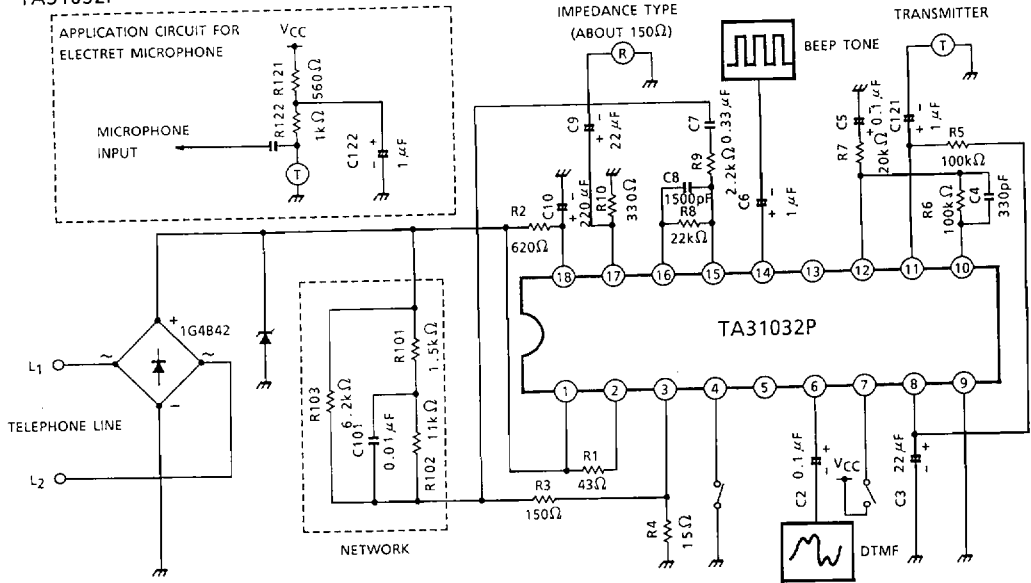 TA31032P
APPLICATION CIRCUIT FOR
ELECTRET MICROPHONE
VCC
R121
560Ω
R122
1kΩ
MICROPHONE
INPUT
T
C122
+
-
1μF
IMPEDANCE TYPE
(ABOUT 150Ω)
R
BEEP TONE
TRANSMITTER
T
C9
+ -
22μF
C10
+ -
220μF
R10
330Ω
R2
620Ω
C8
1500pF
R8
22kΩ
C7
0.33μF
R9
2.2kΩ
C6
+ -
1μF
C5
+ -
0.1μF
R7
20kΩ
C121
+ -
1μF
R5
100kΩ
R6
100kΩ
C4
330pF
18 17 16 15 14 13 12 11 10
TA31032P
1 2 3 4 5 6 7 8 9
+
1G4B42
~ ~
-
L1
TELEPHONE LINE
L2
R103
6.2kΩ
R101
1.5kΩ
C101
0.01μF
R102
11kΩ
NETWORK
R1
43Ω
R3
150Ω
R4
15Ω
C2
0.1μF
+
-
VCC
C3
22μF
+
-
DTMF